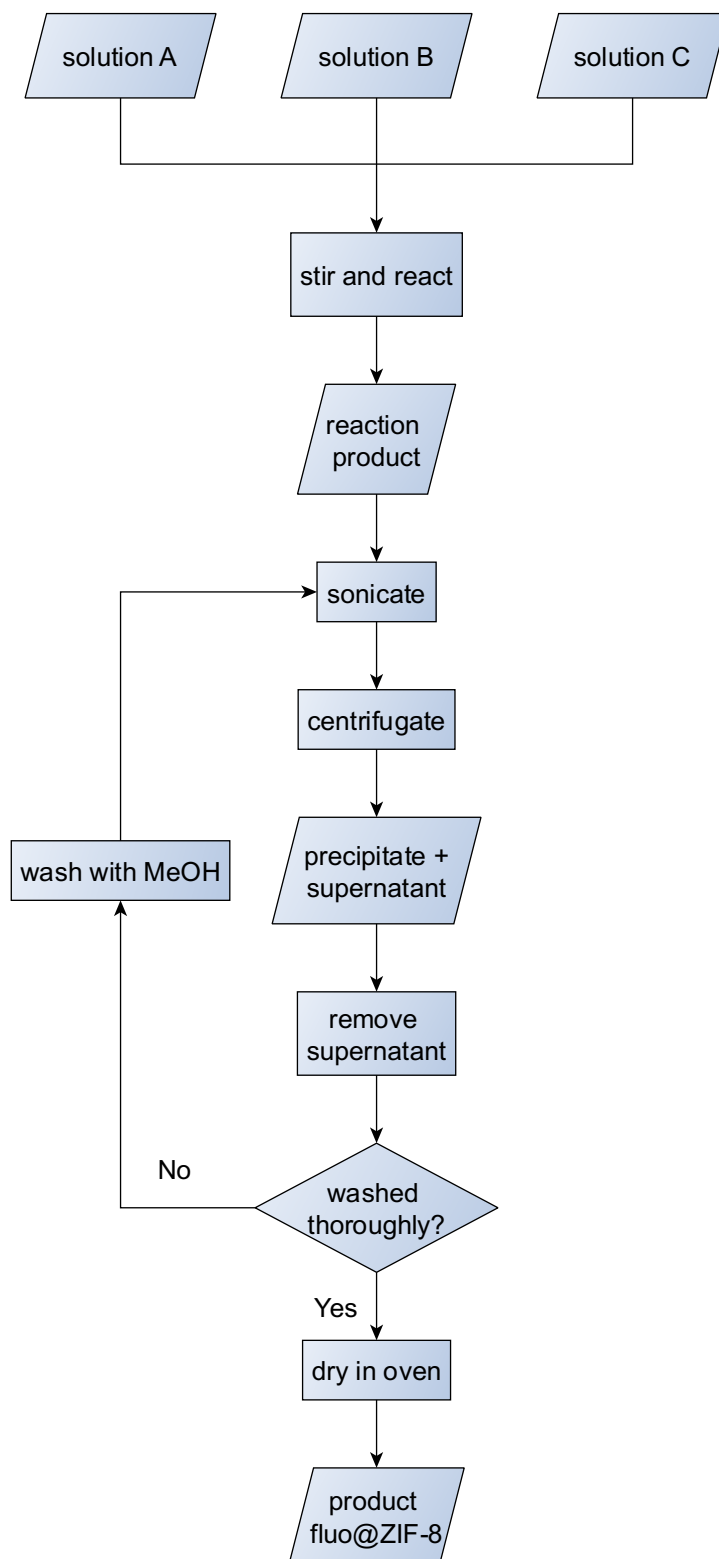 solution A
solution B
solution C
stir and react
reaction
product
sonicate
centrifugate
precipitate +
supernatant
wash with MeOH
remove
supernatant
No
washed
thoroughly?
Yes
dry in oven
product
fluo@ZIF-8